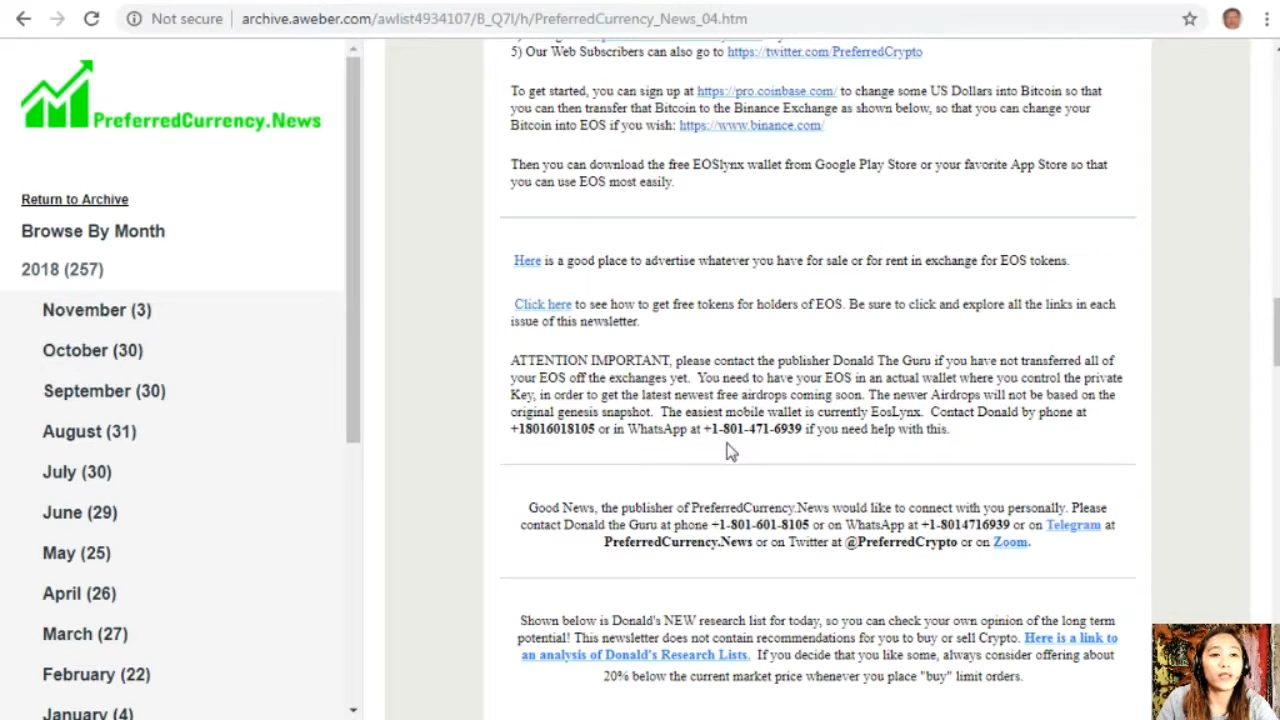 Not secure
archive.aweber.com/awlist4934107/B_Q7I/h/PreferredCurrency_News_04.htm
PreferredCurrency.News
Return to Archive
Browse By Month
2018 (257)
November (3)
October (30)
September (30)
August (31)
July (30)
June (29)
May (25)
April (26)
March (27)
February (22)
January (4)
5) Our Web Subscribers can also go to https://twitter.com/PreferredCrypto
To get started, you can sign up at https://pro.coinbase.com/ to change some US Dollars into Bitcoin so that
you can then transfer that Bitcoin to the Binance Exchange as shown below, so that you can change your
Bitcoin into EOS if you wish: https://www.binance.com/
Then you can download the free EOSlynx wallet from Google Play Store or your favorite App Store so that
you can use EOS most easily.
Here is a good place to advertise whatever you have for sale or for rent in exchange for EOS tokens.
Click here to see how to get free tokens for holders of EOS. Be sure to click and explore all the links in each
issue of this newsletter.
ATTENTION IMPORTANT, please contact the publisher Donald The Guru if you have not transferred all of
your EOS off the exchanges yet. You need to have your EOS in an actual wallet where you control the private
Key, in order to get the latest newest free airdrops coming soon. The newer Airdrops will not be based on the
original genesis snapshot. The easiest mobile wallet is currently EosLynx. Contact Donald by phone at
+18016018105 or in WhatsApp at +1-801-471-6939 if you need help with this.
Good News, the publisher of PreferredCurrency.News would like to connect with you personally. Please
contact Donald the Guru at phone +1-801-601-8105 or on WhatsApp at +1-8014716939 or on Telegram at
PreferredCurrency.News or on Twitter at @PreferredCrypto or on Zoom.
Shown below is Donald's NEW research list for today, so you can check your own opinion of the long term
potential! This newsletter does not contain recommendations for you to buy or sell Crypto. Here is a link to
an analysis of Donald's Research Lists. If you decide that you like some, always consider offering about
20% below the current market price whenever you place "buy" limit orders.